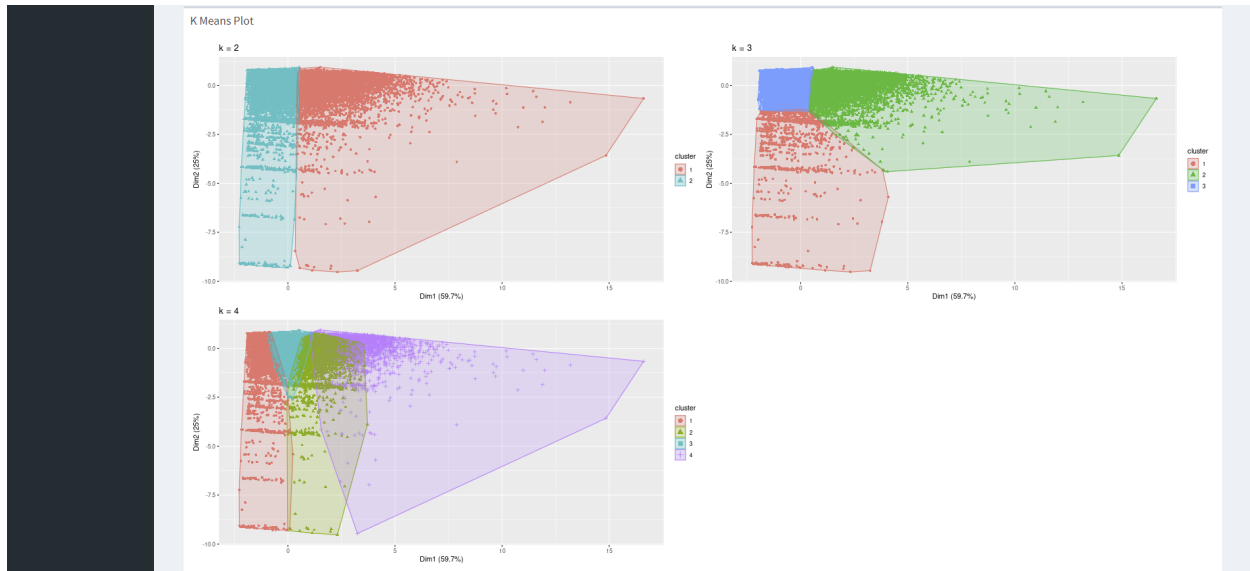 K Means Plot
k = 2
0.0
-2.5
-5.0
-7.5
-10.0
Dim2 (25%)
0
5
10
15
Dim1 (59.7%)
cluster
1
2
k = 3
0.0
-2.5
-5.0
-7.5
-10.0
Dim2 (25%)
0
5
10
15
Dim1 (59.7%)
cluster
1
2
3
k = 4
0.0
-2.5
-5.0
-7.5
-10.0
Dim2 (25%)
0
5
10
15
Dim1 (59.7%)
cluster
1
2
3
4